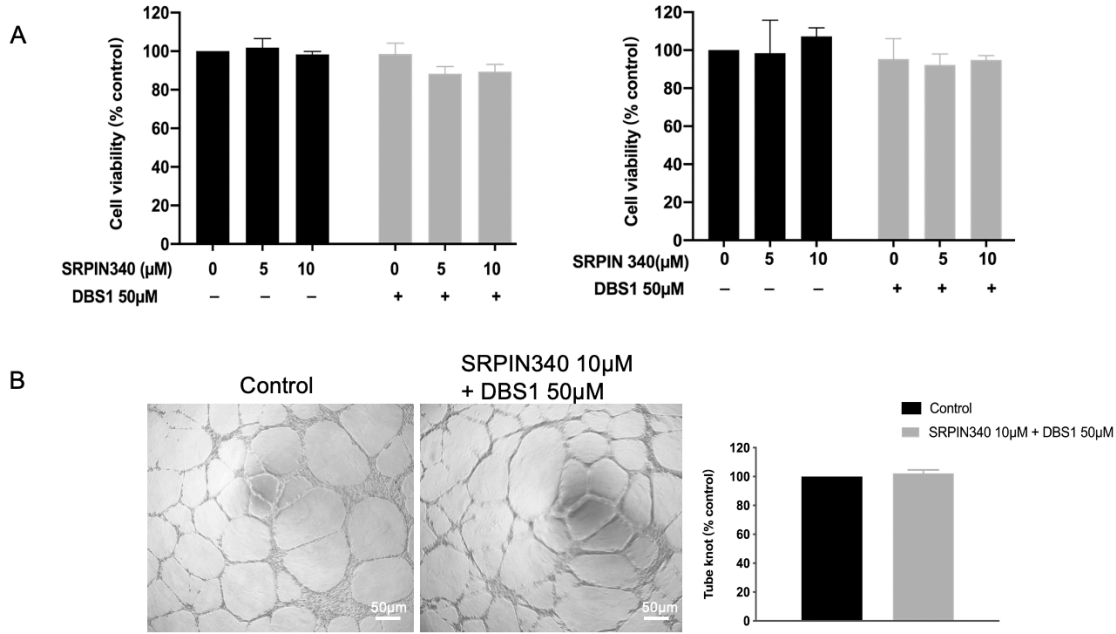 A
Cell viability (% control)
120
100
80
60
40
20
0
SRPIN340 (µM) 0 5 10 0 5 10
DBS1 50µM – – – + + +
Cell viability (% control)
120
100
80
60
40
20
0
SRPIN 340(µM) 0 5 10 0 5 10
DBS1 50µM – – – + + +
B
Control
SRPIN340 10µM
+ DBS1 50µM
50µm
50µm
Control
SRPIN340 10µM + DBS1 50µM
Tube knot (% control)
120
100
80
60
40
20
0